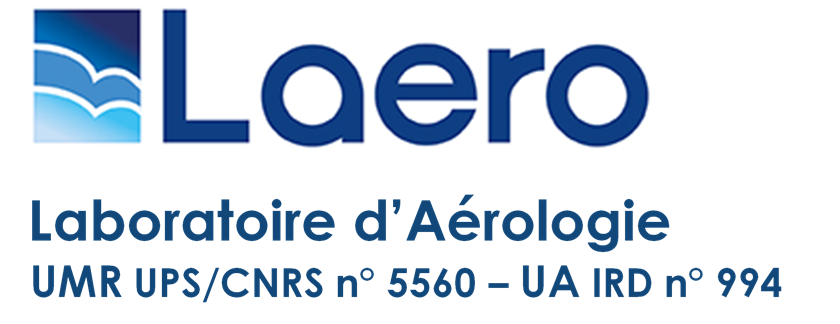 Laero
Laboratoire d’Aérologie
UMR UPS/CNRS n° 5560 – UA IRD n° 994